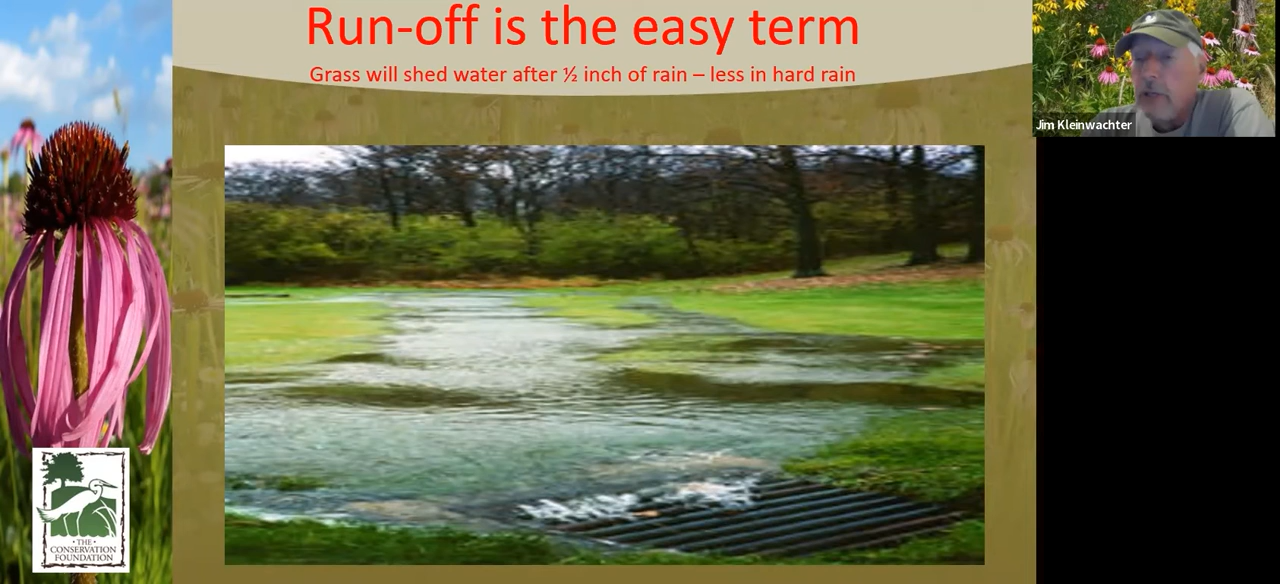 Run-off is the easy term
Grass will shed water after ½ inch of rain – less in hard rain
Jim Kleinwachter
• THE •
CONSERVATION
FOUNDATION